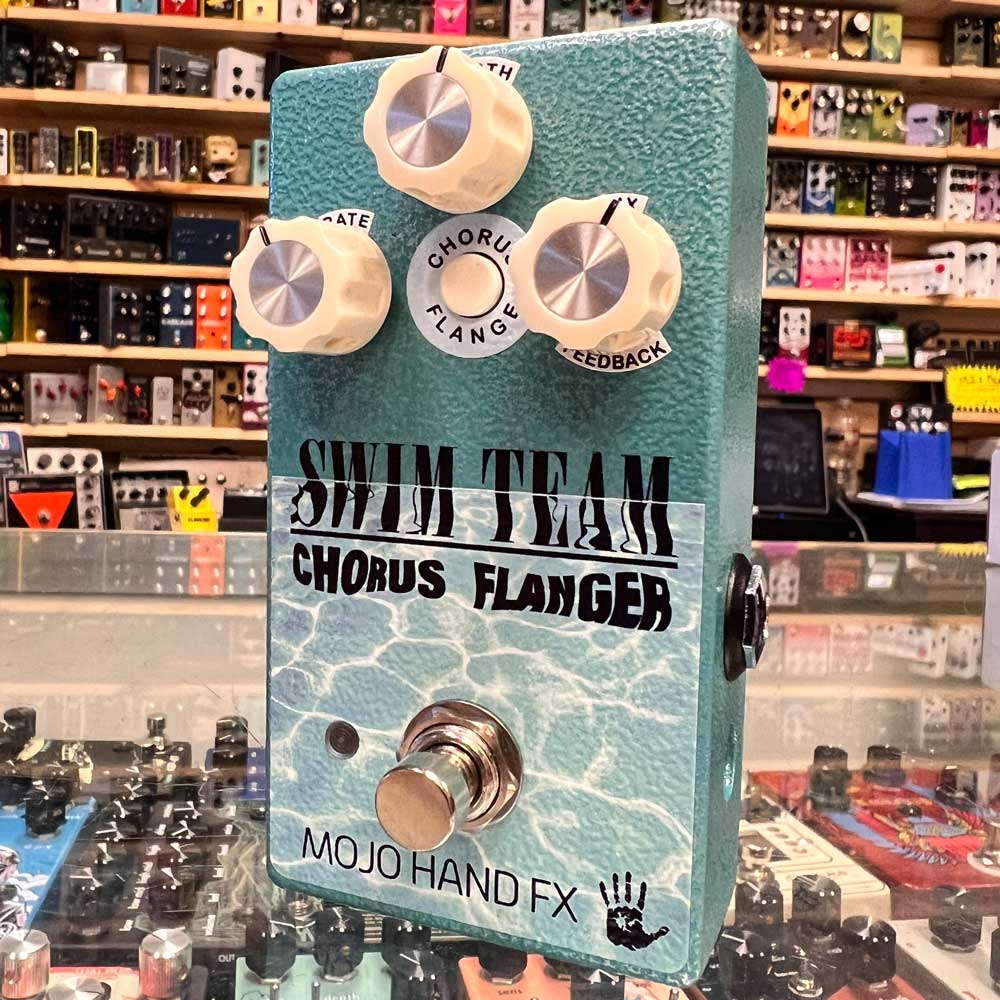 RATE
CHORUS
FLANGE
FEEDBACK
SWIM TEAM
CHORUS FLANGER
MOJO HAND FX